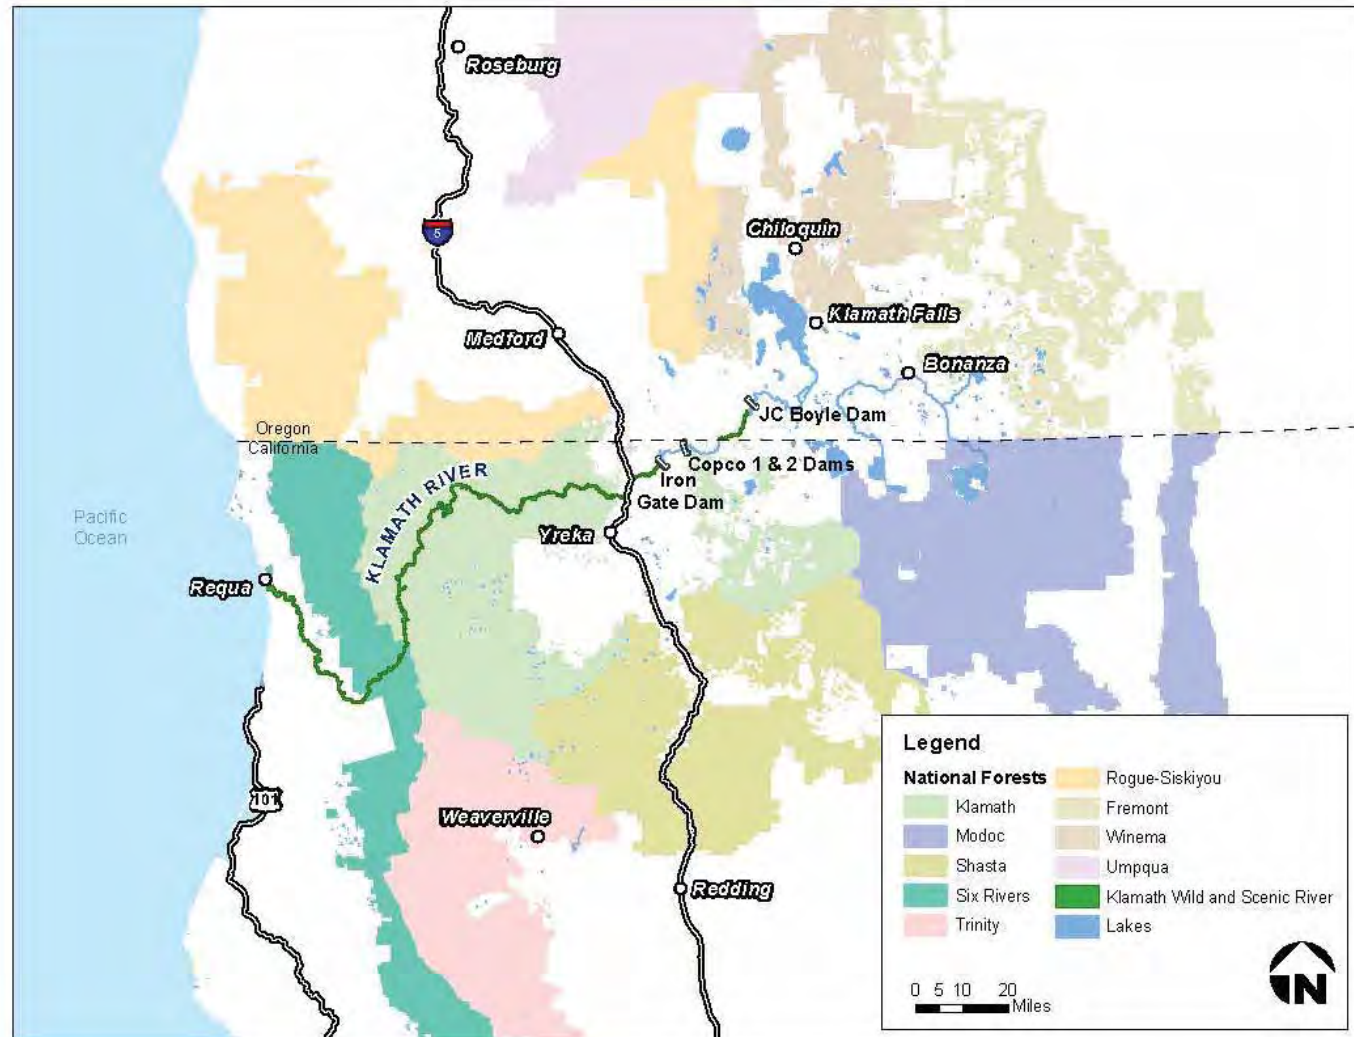 Roseburg
5
Chiloquin
Klamath Falls
Medford
Bonanza
JC Boyle Dam
Oregon
California
Copco 1 & 2 Dams
KLAMATH RIVER
Iron
Gate Dam
Pacific
Ocean
Yreka
Requa
101
Weaverville
Redding
Legend
National Forests
Klamath
Modoc
Shasta
Six Rivers
Trinity
Rogue-Siskiyou
Fremont
Winema
Umpqua
Klamath Wild and Scenic River
Lakes
0 5 10 20
Miles
N